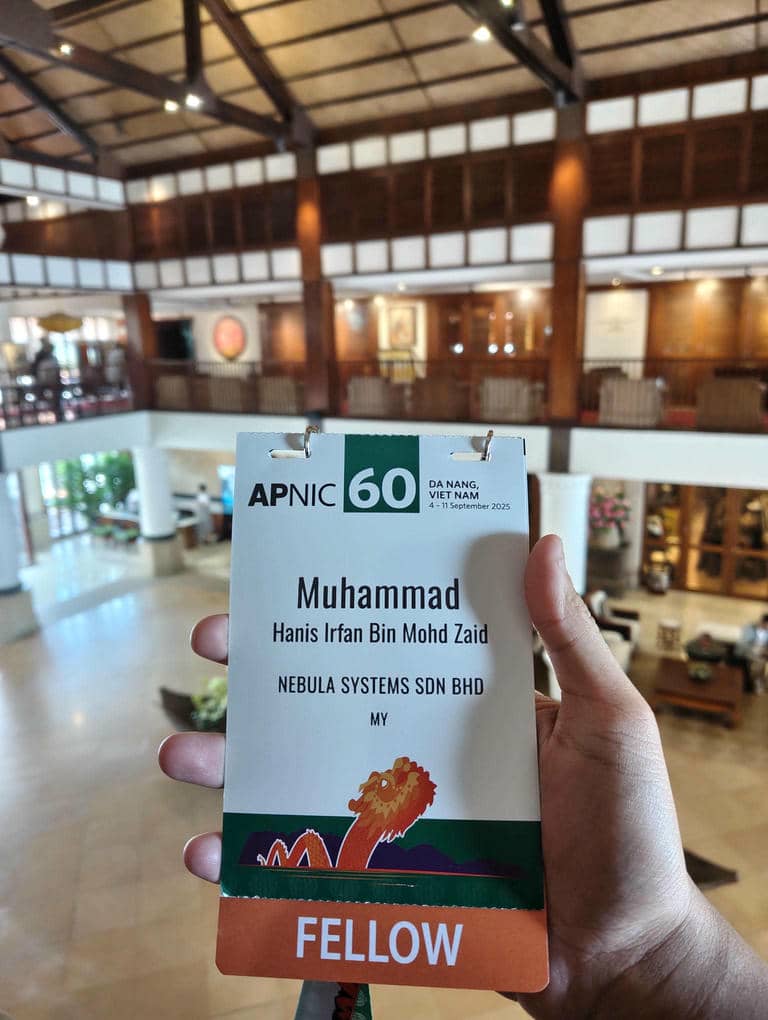 APNIC 60
DA NANG,
VIET NAM
4 – 11 September 2025
Muhammad
Hanis Irfan Bin Mohd Zaid
NEBULA SYSTEMS SDN BHD
MY
FELLOW